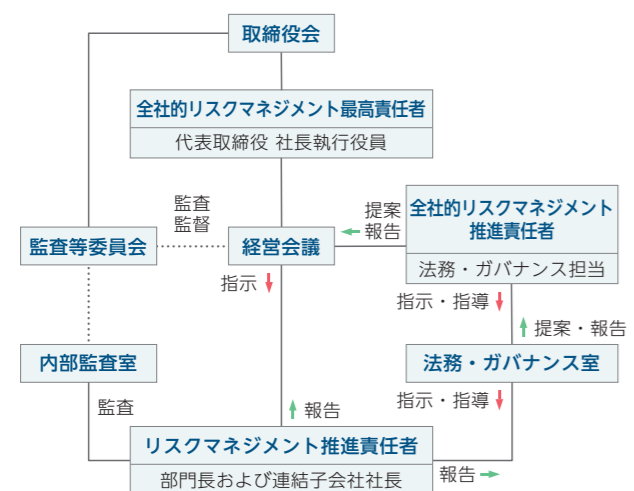 取締役会
全社的リスクマネジメント最高責任者
代表取締役 社長執行役員
監査
監督
提案
報告
全社的リスクマネジメント
推進責任者
法務・ガバナンス担当
監査等委員会
経営会議
指示
指示・指導
提案・報告
内部監査室
法務・ガバナンス室
監査
報告
指示・指導
リスクマネジメント推進責任者
部門長および連結子会社社長
報告